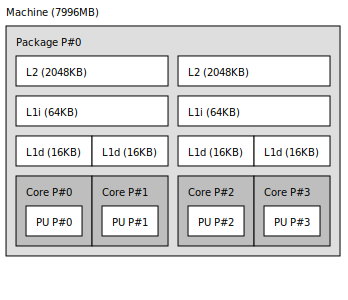 Machine (7996MB)
Package P#0
L2 (2048KB) L2 (2048KB)
L1i (64KB) L1i (64KB)
L1d (16KB) L1d (16KB) L1d (16KB) L1d (16KB)
Core P#0 Core P#1 Core P#2 Core P#3
PU P#0 PU P#1 PU P#2 PU P#3